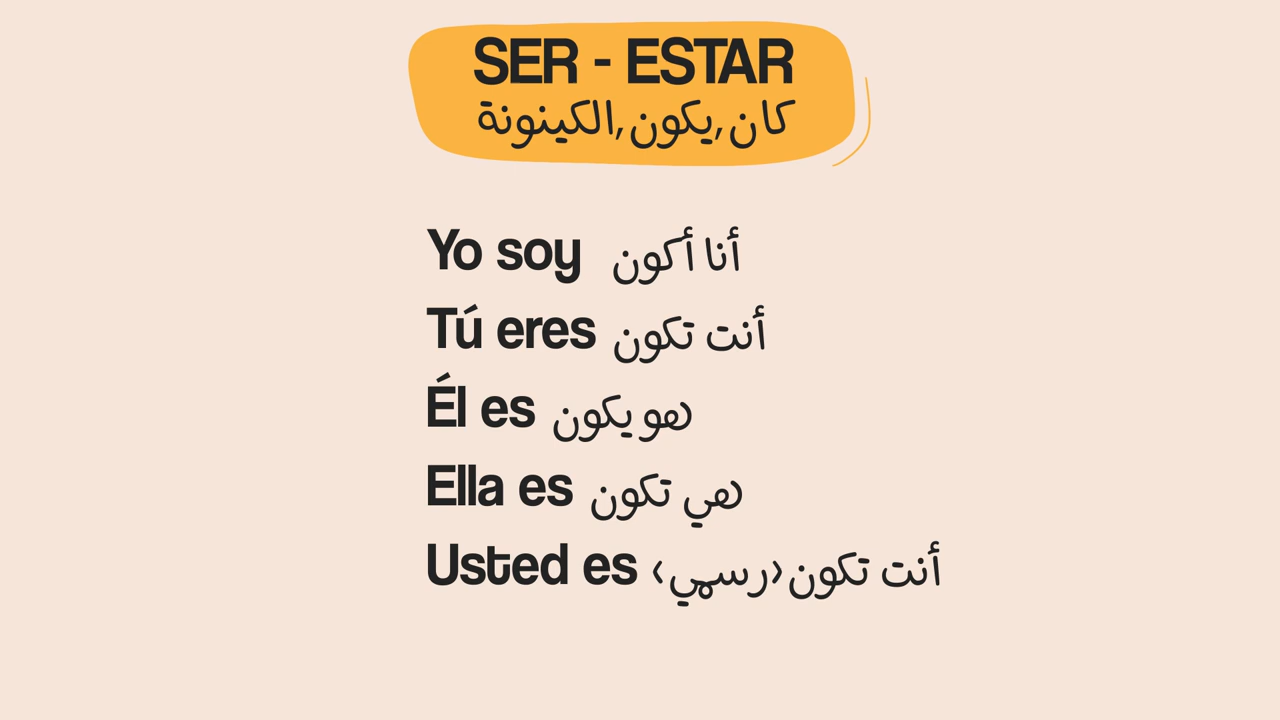 SER - ESTAR
كان,يكون,الكينونة
Yo soy أنا أكون
Tú eres أنت تكون
Él es هو يكون
Ella es هي تكون
Usted es أنت تكون<رسمي>